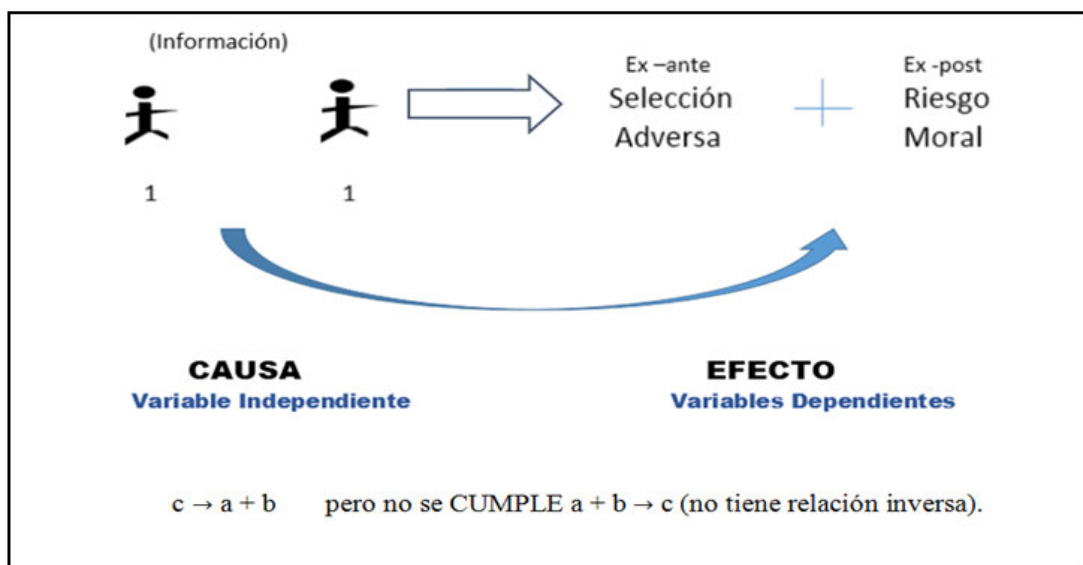 (Información)
Ex –ante
Ex -post
Selección
Adversa
Riesgo
Moral
1
1
CAUSA
Variable Independiente
EFECTO
Variables Dependientes
c → a + b pero no se CUMPLE a + b → c (no tiene relación inversa).